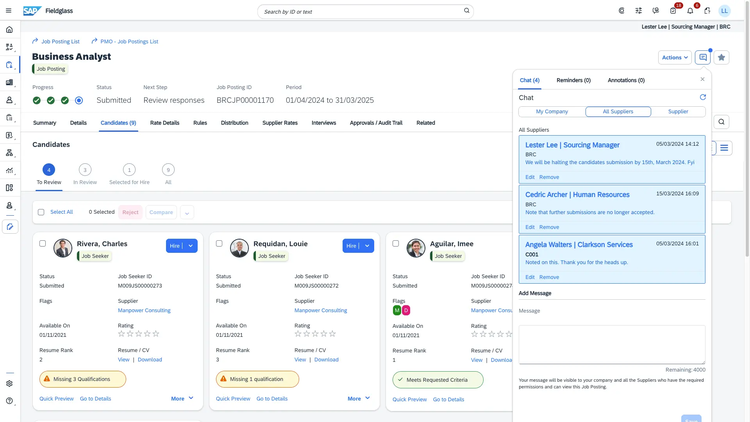 SAP Fieldglass
Search by ID or text
LL
Lester Lee | Sourcing Manager | BRC
Job Posting List
PMO - Job Postings List
Business Analyst
Job Posting
Actions
Progress
Status
Submitted
Next Step
Review responses
Job Posting ID
BRCJP00001170
Period
01/04/2024 to 31/03/2025
Summary
Details
Candidates (9)
Rate Details
Rules
Distribution
Supplier Rates
Interviews
Approvals / Audit Trail
Related
Candidates
4
To Review
3
In Review
1
Selected for Hire
9
All
Select All
0 Selected
Reject
Compare
Rivera, Charles
Job Seeker
Hire
Status
Submitted
Job Seeker ID
M009JS00000273
Flags
Supplier
Manpower Consulting
Available On
01/11/2021
Rating
Resume Rank
2
Resume / CV
View | Download
Missing 3 Qualifications
Quick Preview
Go to Details
More
Requidan, Louie
Job Seeker
Hire
Status
Submitted
Job Seeker ID
M009JS00000272
Flags
Supplier
Manpower Consulting
Available On
01/11/2021
Rating
Resume Rank
3
Resume / CV
View | Download
Missing 1 qualification
Quick Preview
Go to Details
More
Aguilar, Imee
Job Seeker
Status
Submitted
Job Seeker ID
Flags
M
Supplier
Manpower
Available On
01/11/2021
Rating
Resume Rank
1
Resume / CV
View | Download
Meets Requested Criteria
Quick Preview
Go to Details
Chat (4)
Reminders (0)
Annotations (0)
Chat
My Company
All Suppliers
Supplier
All Suppliers
Lester Lee | Sourcing Manager
05/03/2024 14:12
BRC
We will be halting the candidates submission by 15th, March 2024. Fyi
Edit
Remove
Cedric Archer | Human Resources
15/03/2024 16:09
BRC
Note that further submissions are no longer accepted.
Edit
Remove
Angela Walters | Clarkson Services
05/03/2024 16:01
C001
Noted on this. Thank you for the heads up.
Edit
Remove
Add Message
Message
Remaining: 4000
Your message will be visible to your company and all the Suppliers who have the required
permissions and can view this Job Posting